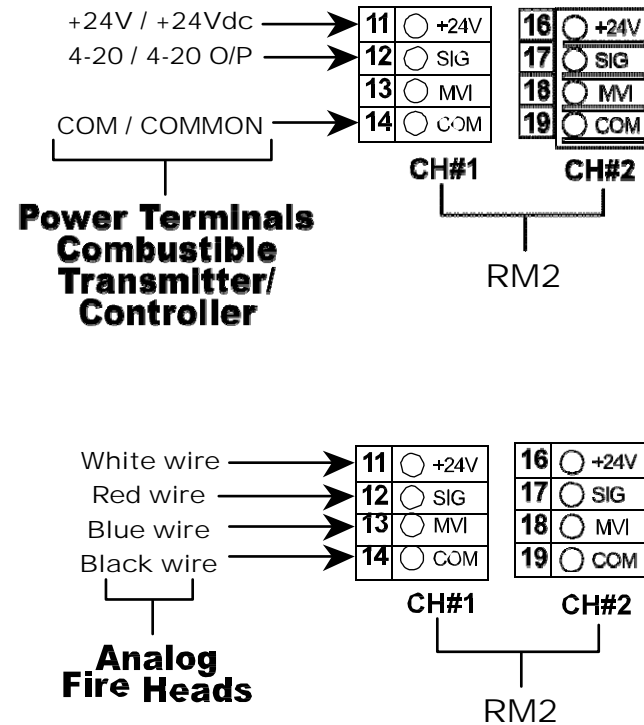 +24V / +24Vdc 11 +24V 16 +24V
4-20 / 4-20 O/P 12 SIG 17 SIG
13 MVI 18 MVI
COM / COMMON 14 COM 19 COM
CH#1 CH#2
Power Terminals
Combustible
Transmitter/
Controller
RM2
White wire 11 +24V 16 +24V
Red wire 12 SIG 17 SIG
Blue wire 13 MVI 18 MVI
Black wire 14 COM 19 COM
CH#1 CH#2
Analog
Fire Heads
RM2